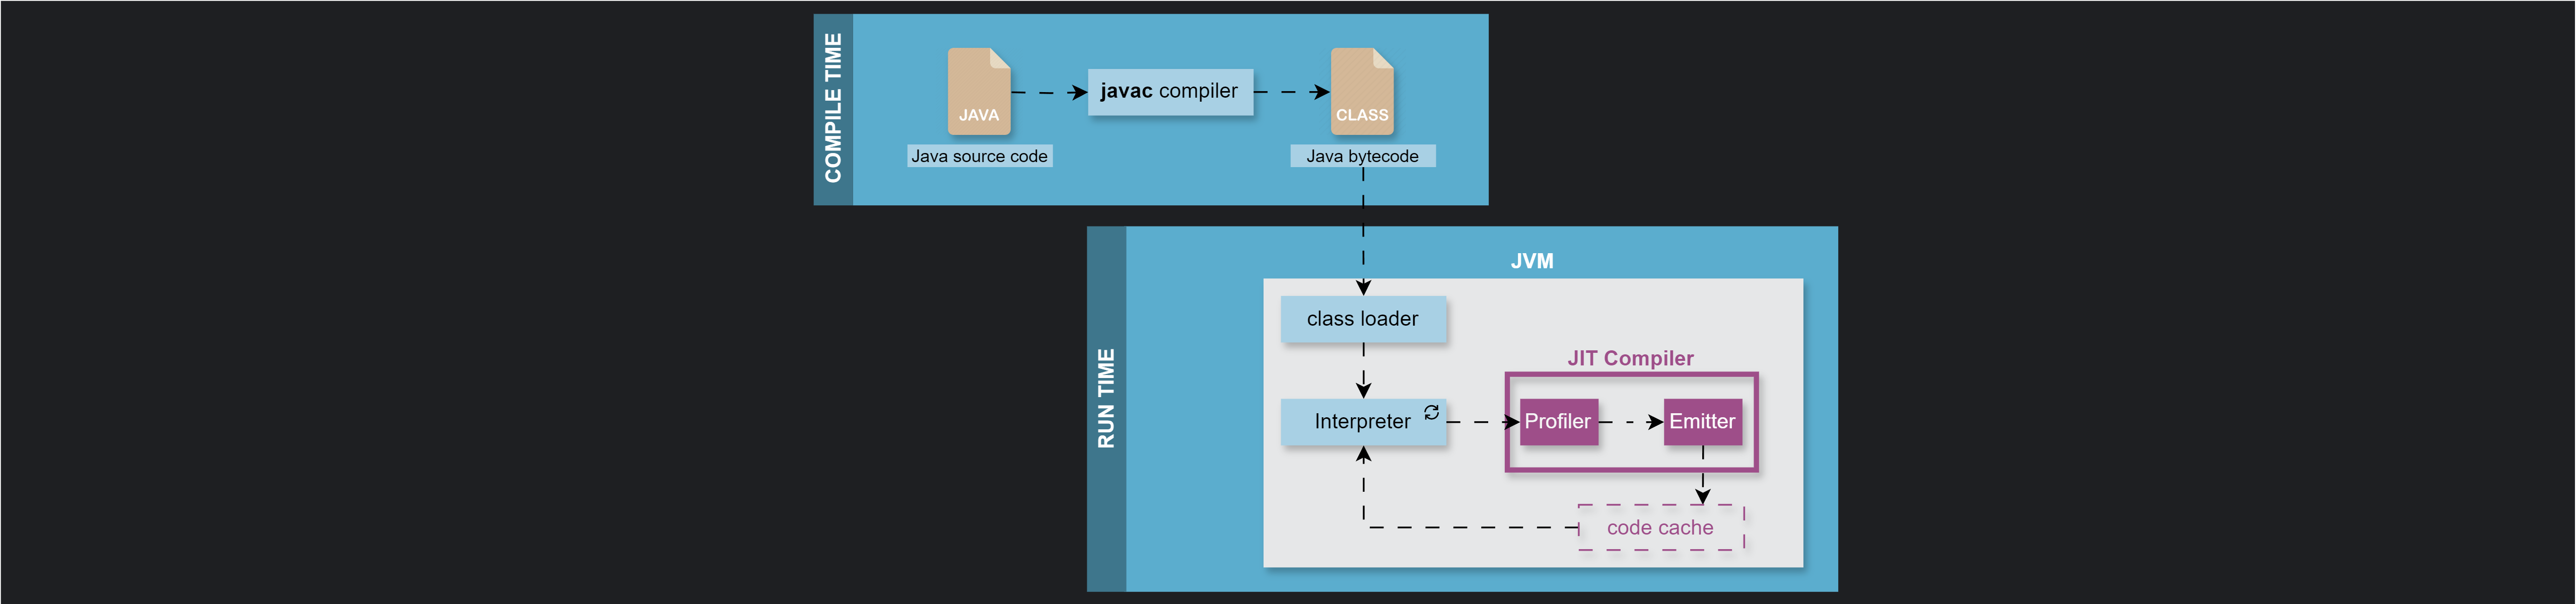 COMPILE TIME
JAVA
javac compiler
CLASS
Java source code
Java bytecode
RUN TIME
JVM
class loader
JIT Compiler
Interpreter
Profiler
Emitter
code cache